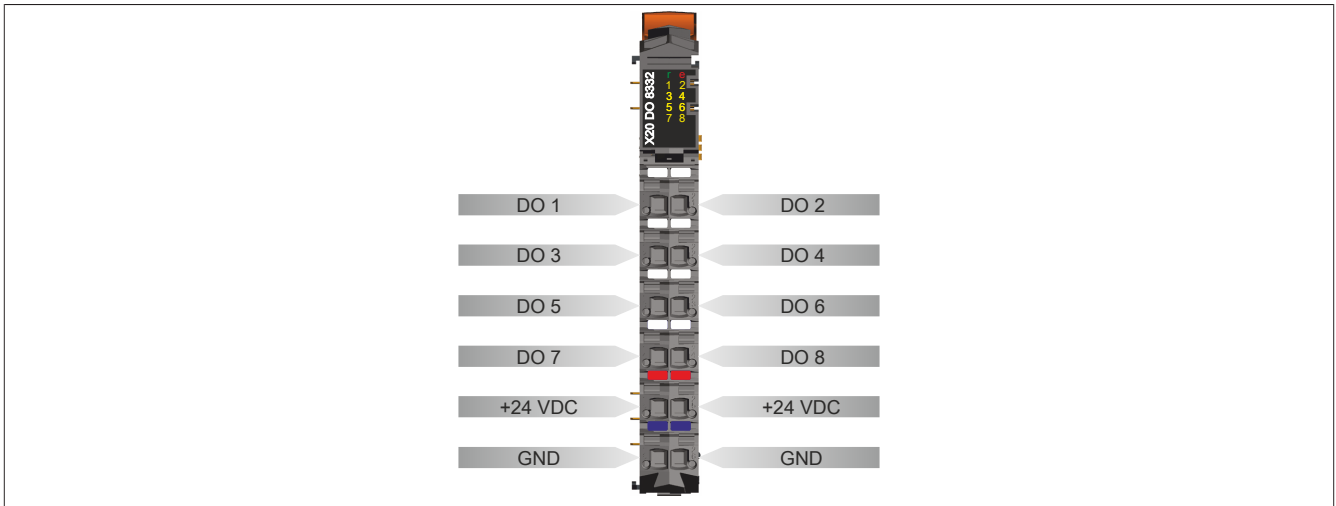 X20 DO 8332
r e
1 2
3 4
5 6
7 8
DO 1 DO 2
DO 3 DO 4
DO 5 DO 6
DO 7 DO 8
+24 VDC +24 VDC
GND GND